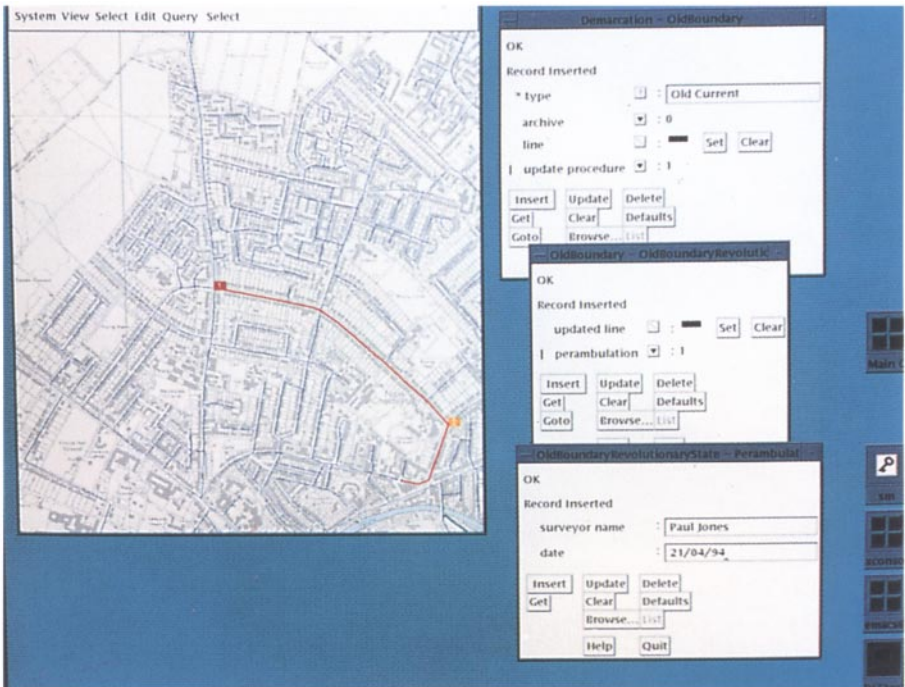 System View Select Edit Query Select
Demarcation - OldBoundary
OK
Record Inserted
* type ? : Old Current
archive : 0
line : Set Clear
| update procedure : 1
Insert Update Delete
Get Clear Defaults
Goto Browse... List
OldBoundary - OldBoundaryRevolutic
OK
Record Inserted
updated line : Set Clear
| perambulation : 1
Insert Update Delete
Get Clear Defaults
Goto Browse... List
OldBoundaryRevolutionaryState - Perambulat
OK
Record Inserted
surveyor name : Paul Jones
date : 21/04/94
Insert Update Delete
Get Clear Defaults
Browse... List
Help Quit
Main
sm